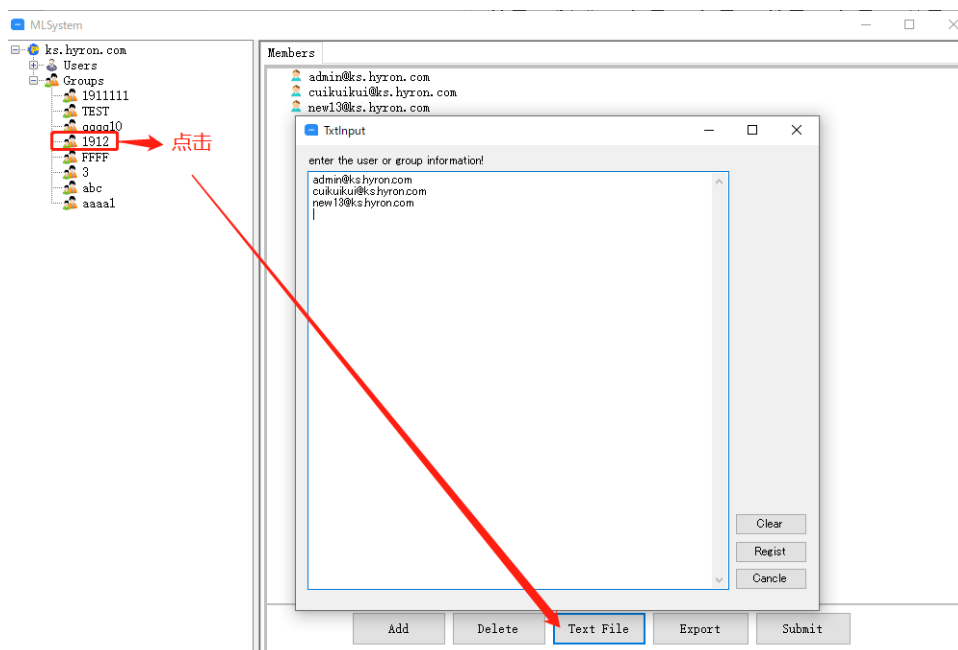 MLSystem
ks.hyron.com
Users
Groups
1911111
TEST
qqqq10
1912
FFFF
3
abc
aaaa1
点击
Members
admin@ks.hyron.com
cuikuikui@ks.hyron.com
new13@ks.hyron.com
TxtInput
enter the user or group information!
admin@ks.hyron.com
cuikuikui@ks.hyron.com
new13@ks.hyron.com
Clear
Regist
Cancle
Add Delete Text File Export Submit